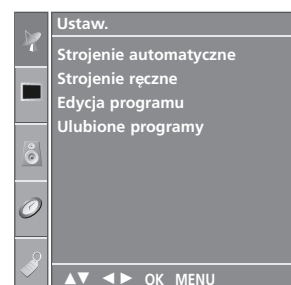 Ustaw.
Strojenie automatyczne
Strojenie ręczne
Edycja programu
Ulubione programy
▲▼ ◄► OK MENU